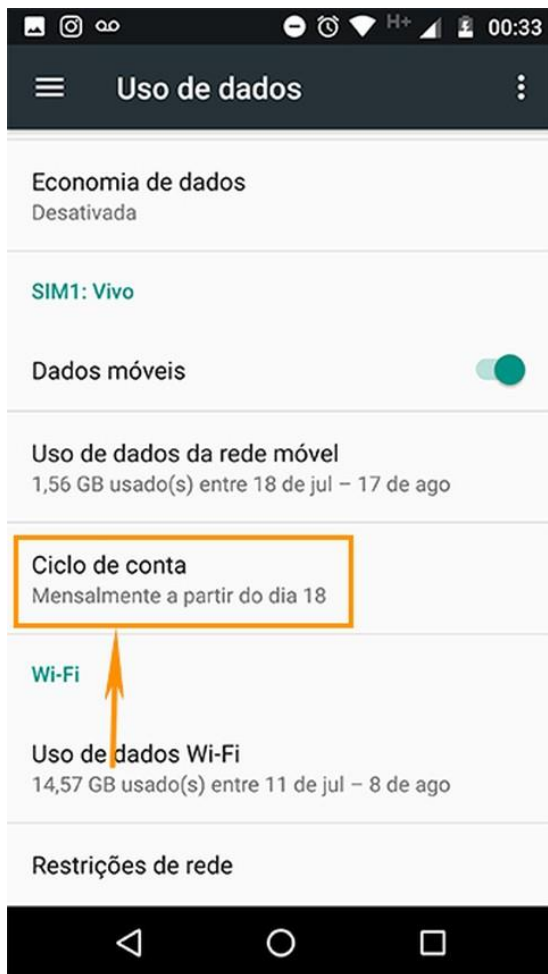 H+ 00:33
Uso de dados
Economia de dados
Desativada
SIM1: Vivo
Dados móveis
Uso de dados da rede móvel
1,56 GB usado(s) entre 18 de jul – 17 de ago
Ciclo de conta
Mensalmente a partir do dia 18
Wi-Fi
Uso de dados Wi-Fi
14,57 GB usado(s) entre 11 de jul – 8 de ago
Restrições de rede